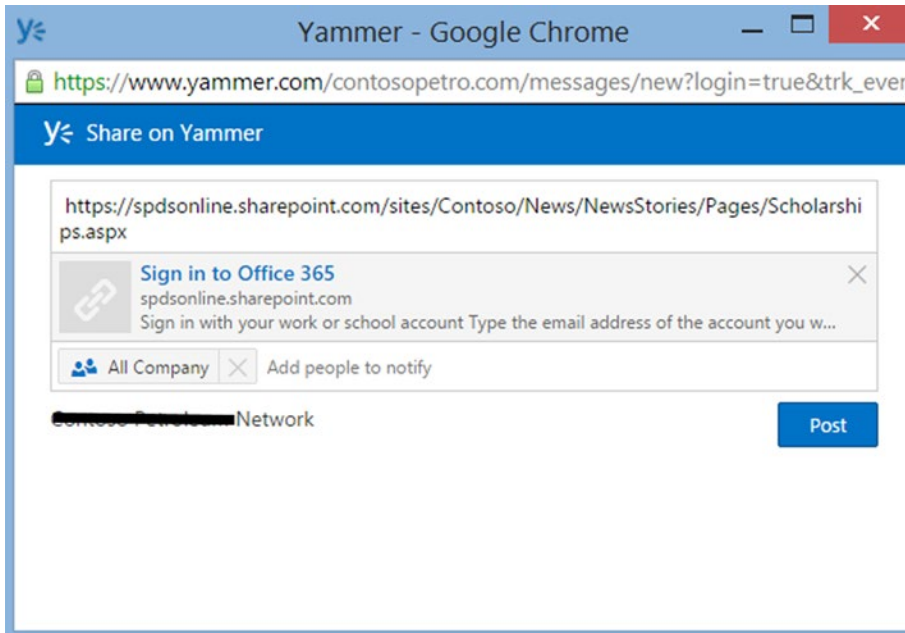 Yammer - Google Chrome
https://www.yammer.com/contosopetro.com/messages/new?login=true&trk_ever
Share on Yammer
https://spdsonline.sharepoint.com/sites/Contoso/News/NewsStories/Pages/Scholarshi
ps.aspx
Sign in to Office 365
spdsonline.sharepoint.com
Sign in with your work or school account Type the email address of the account you w...
All Company Add people to notify
Network
Post